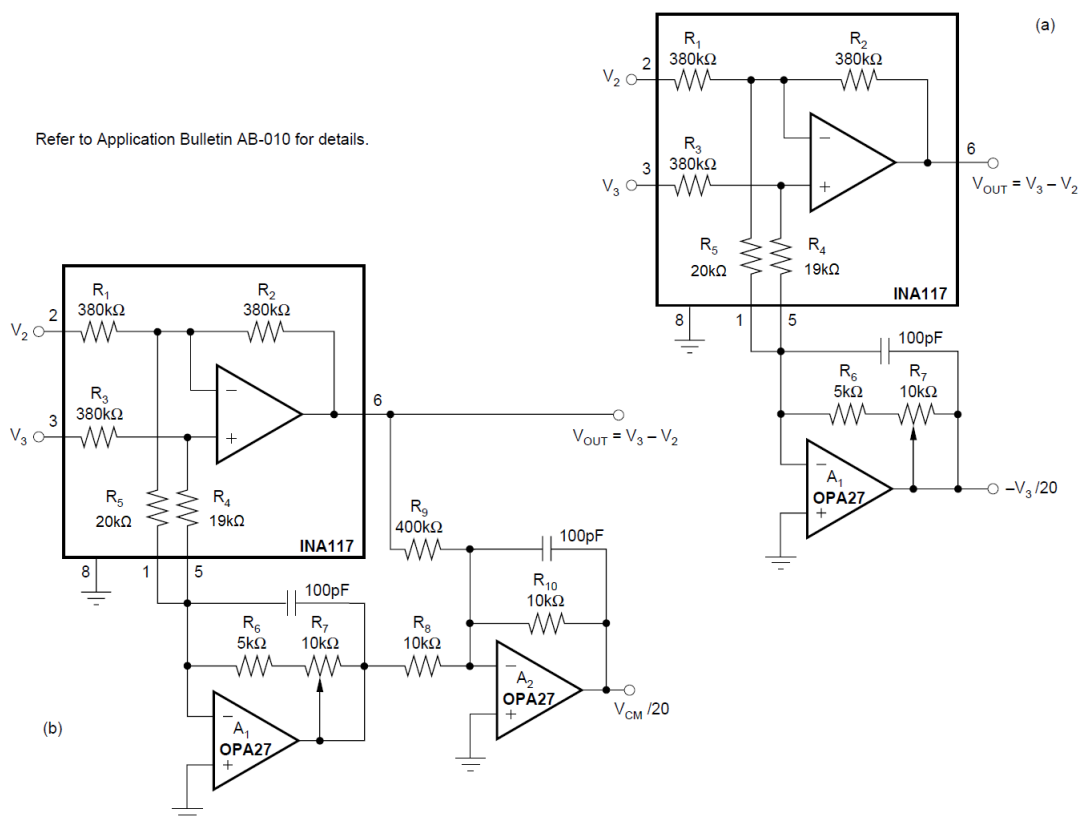 (a)
R1
380kΩ
R2
380kΩ
2
V2
R3
380kΩ
3
V3
−
+
6
VOUT = V3 – V2
R5
20kΩ
R4
19kΩ
INA117
8
1
5
100pF
R6
5kΩ
R7
10kΩ
−
A1
OPA27
+
–V3 /20
Refer to Application Bulletin AB-010 for details.
R1
380kΩ
R2
380kΩ
2
V2
R3
380kΩ
3
V3
−
+
6
VOUT = V3 – V2
R5
20kΩ
R4
19kΩ
INA117
8
1
5
R9
400kΩ
100pF
100pF
R6
5kΩ
R7
10kΩ
R8
10kΩ
R10
10kΩ
−
A1
OPA27
+
−
A2
OPA27
+
VCM /20
(b)